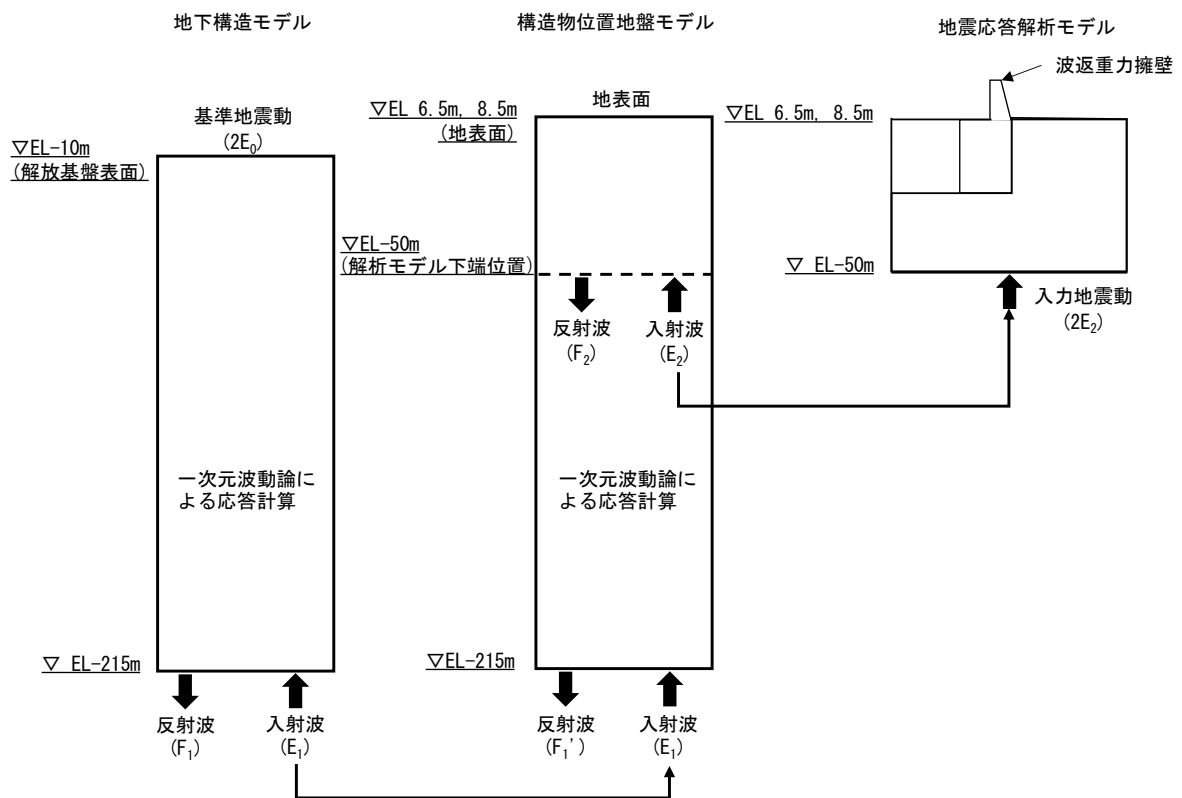 地下構造モデル
構造物位置地盤モデル
地震応答解析モデル
波返重力擁壁
基準地震動
(2E₀)
▽EL-10m
(解放基盤表面)
地表面
▽EL 6.5m, 8.5m
(地表面)
▽EL 6.5m, 8.5m
▽EL-50m
(解析モデル下端位置)
▽ EL-50m
反射波
(F₂)
入射波
(E₂)
入力地震動
(2E₂)
一次元波動論に
よる応答計算
一次元波動論に
よる応答計算
▽ EL-215m
▽EL-215m
反射波
(F₁)
入射波
(E₁)
反射波
(F₁')
入射波
(E₁)